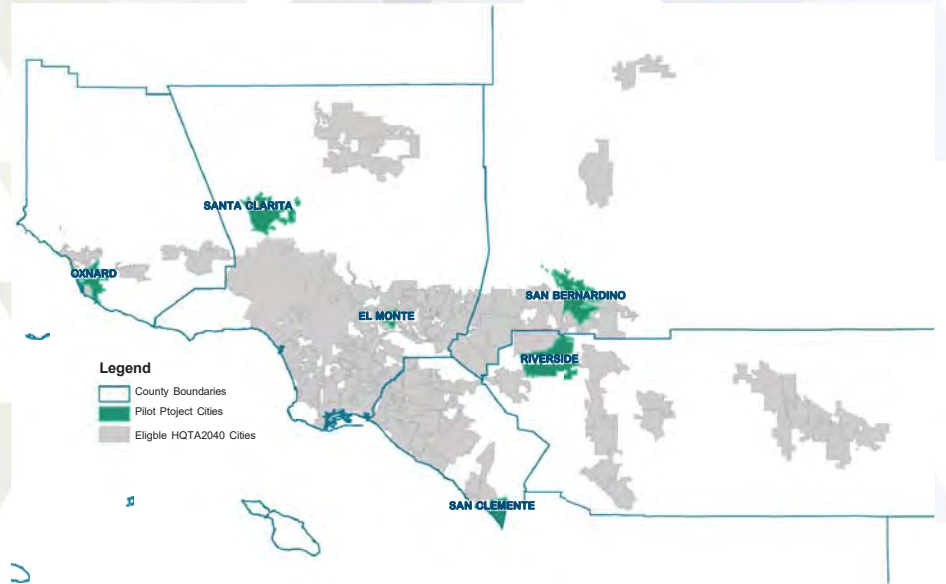 SANTA CLARITA
OXNARD
SAN BERNARDINO
EL MONTE
RIVERSIDE
Legend
County Boundaries
Pilot Ptoject Cities
Eligble HQTA2040 Cities
SAN CLEMENTE